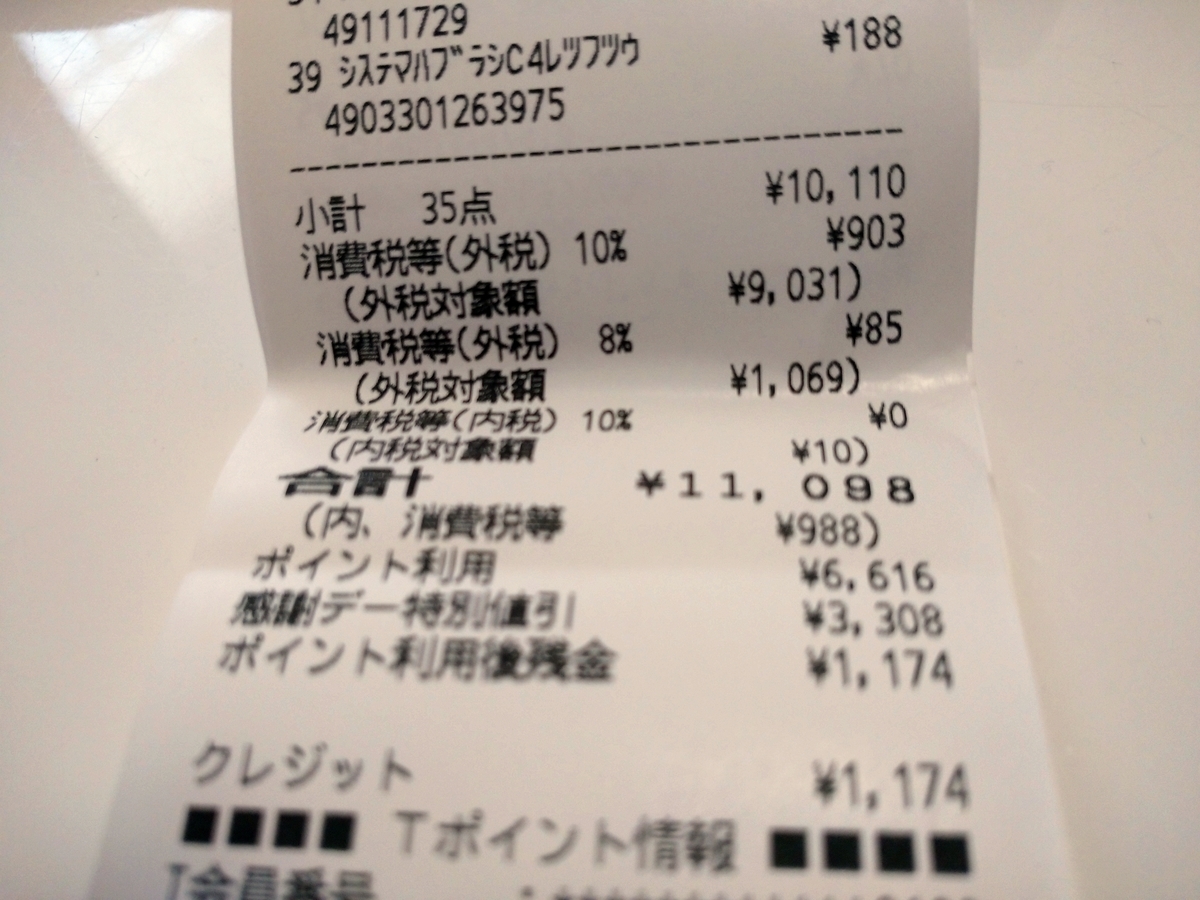 49111729
39 ｼｽﾃﾏﾊﾌﾞﾗｼC4ﾚﾂﾌﾂｳ ¥188
4903301263975
小計 35点 ¥10,110
消費税等(外税) 10% ¥903
(外税対象額 ¥9,031)
消費税等(外税) 8% ¥85
(外税対象額 ¥1,069)
消費税等(内税) 10% ¥0
(内税対象額 ¥10)
合計 ¥11,098
(内、消費税等 ¥988)
ポイント利用 ¥6,616
感謝デー特別値引 ¥3,308
ポイント利用後残金 ¥1,174
クレジット ¥1,174
■■■■ Tポイント情報 ■■■■
T会員番号